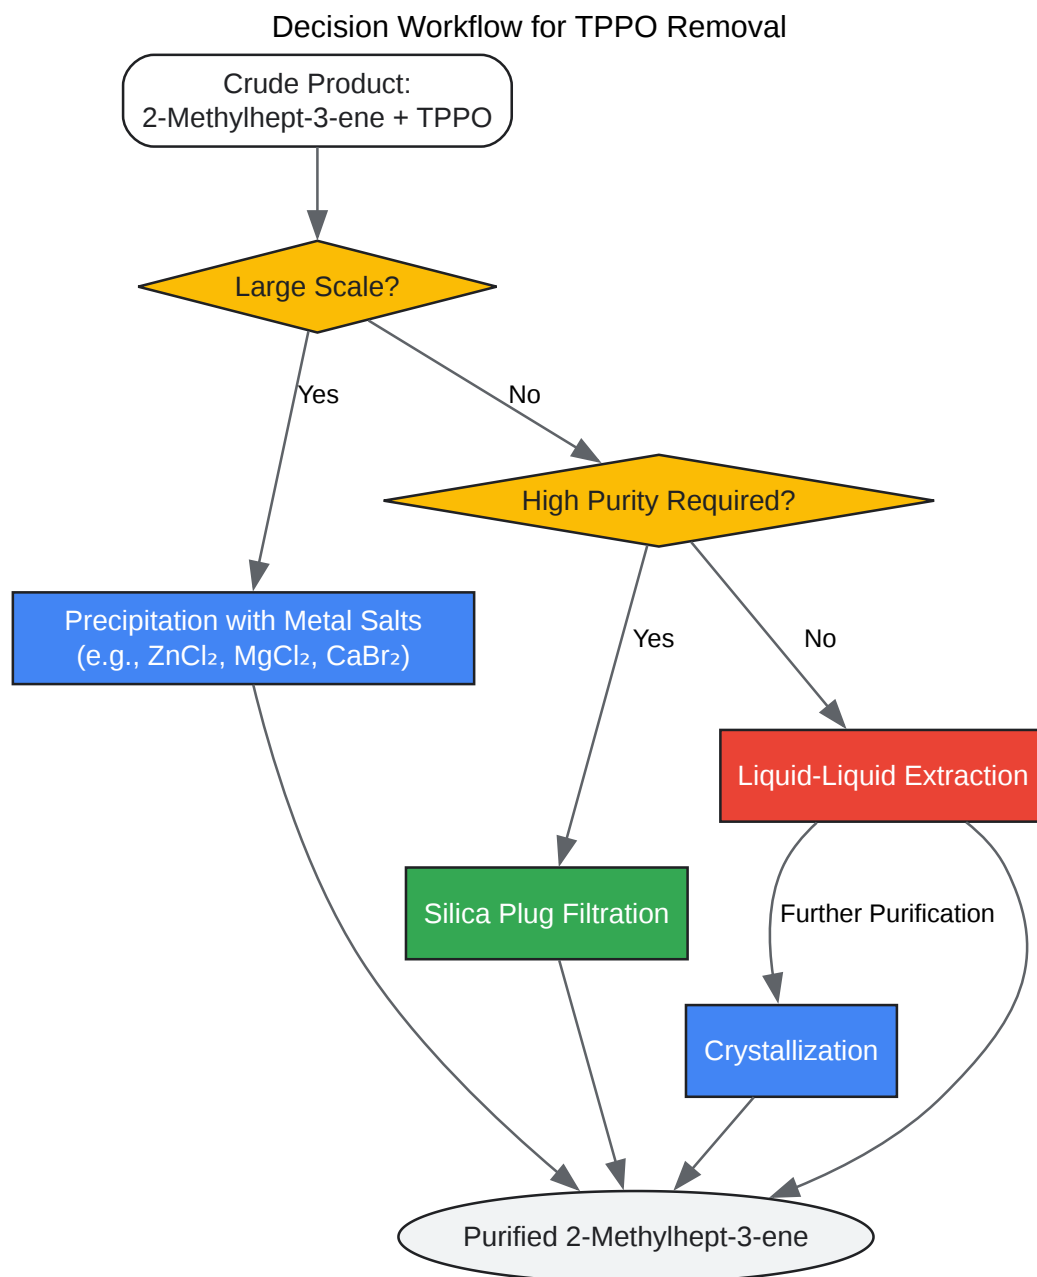 Decision Workflow for TPPO Removal
Crude Product:
2-Methylhept-3-ene + TPPO
Large Scale?
Yes
No
High Purity Required?
Precipitation with Metal Salts
(e.g., ZnCl₂, MgCl₂, CaBr₂)
Yes
No
Liquid-Liquid Extraction
Silica Plug Filtration
Further Purification
Crystallization
Purified 2-Methylhept-3-ene